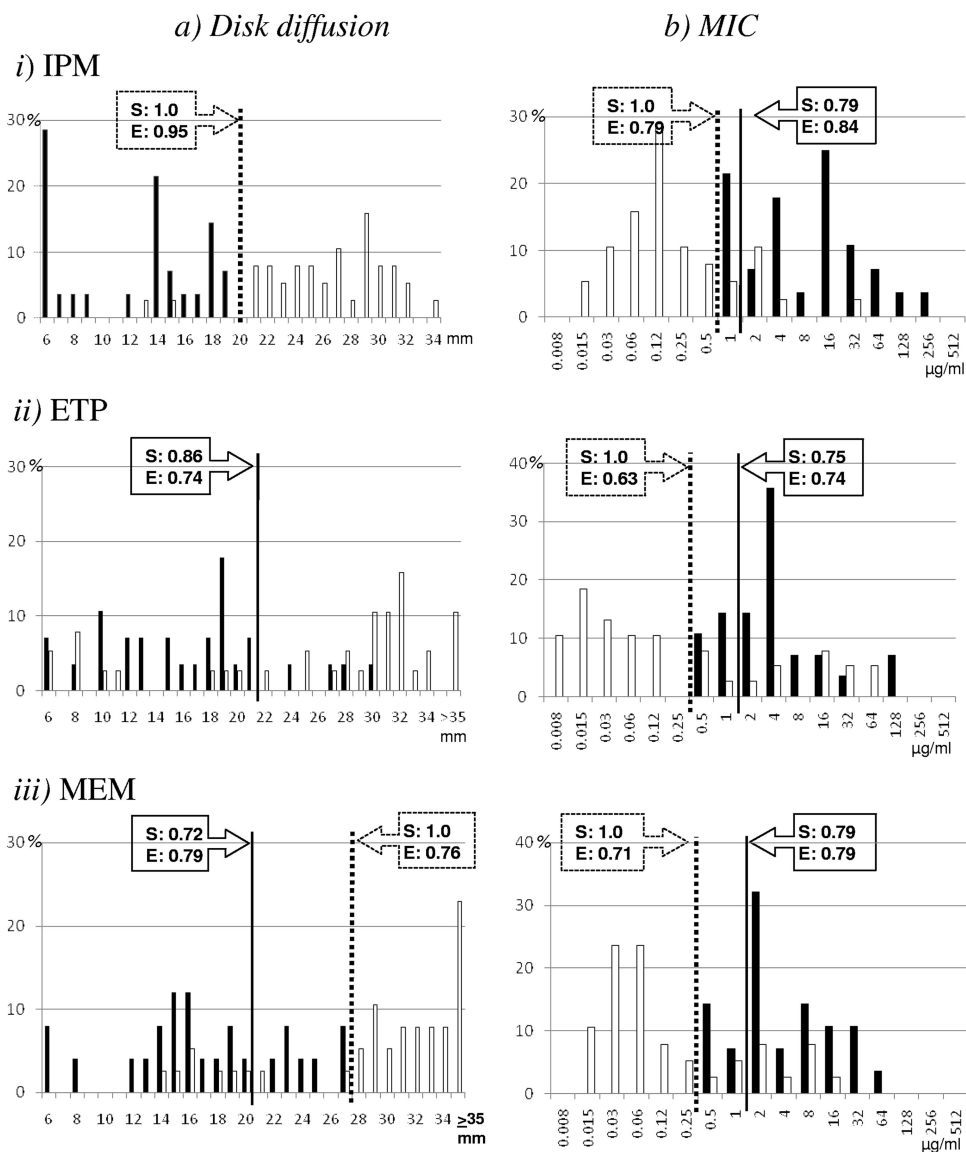 a) Disk diffusion
b) MIC
i) IPM
S: 1.0
E: 0.95
30%
20
10
0
6 8 10 12 14 16 18 20 22 24 26 28 30 32 34 mm
S: 1.0
E: 0.79
S: 0.79
E: 0.84
30%
20
10
0
0.008 0.015 0.03 0.06 0.12 0.25 0.5 1 2 4 8 16 32 64 128 256 512
µg/ml
ii) ETP
S: 0.86
E: 0.74
30%
20
10
0
6 8 10 12 14 16 18 20 22 24 26 28 30 32 34 >35
mm
S: 1.0
E: 0.63
S: 0.75
E: 0.74
40%
30
20
10
0
0.008 0.015 0.03 0.06 0.12 0.25 0.5 1 2 4 8 16 32 64 128 256 512
µg/ml
iii) MEM
S: 0.72
E: 0.79
S: 1.0
E: 0.76
30%
20
10
0
6 8 10 12 14 16 18 20 22 24 26 28 30 32 34 ≥35
mm
S: 1.0
E: 0.71
S: 0.79
E: 0.79
40%
30
20
10
0
0.008 0.015 0.03 0.06 0.12 0.25 0.5 1 2 4 8 16 32 64 128 256 512
µg/ml